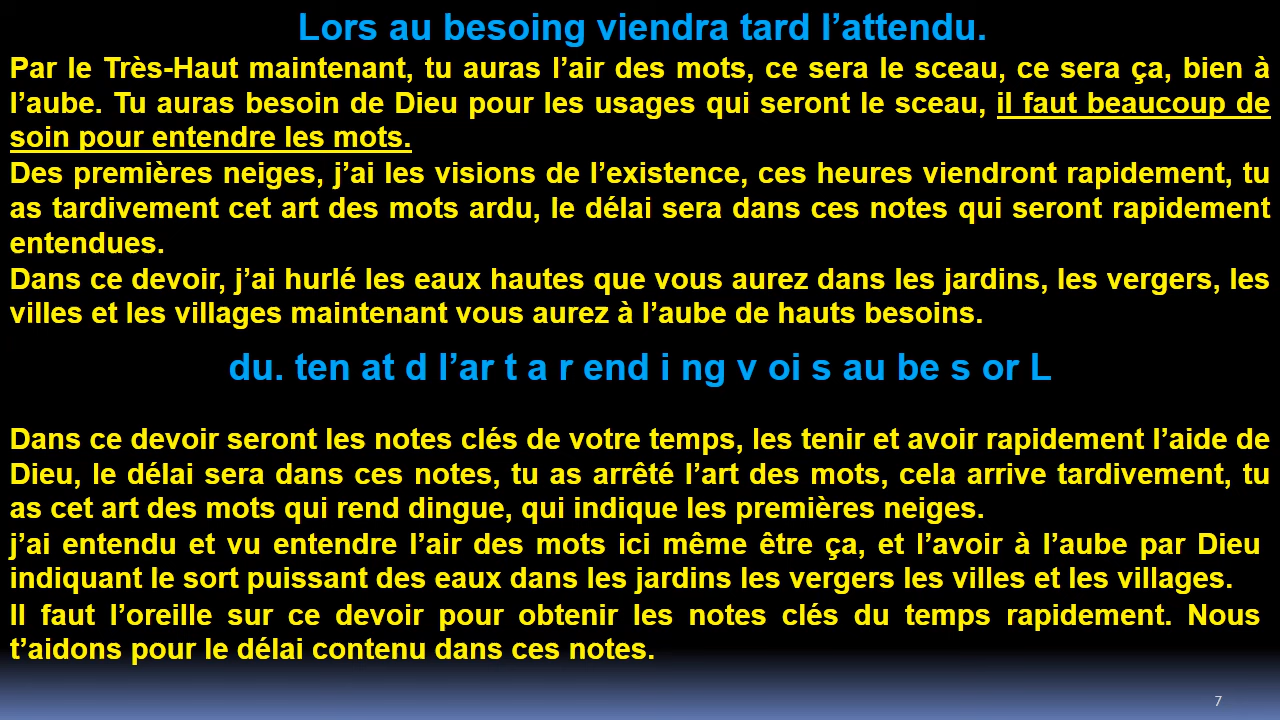 Lors au besoing viendra tard l’attendu.
Par le Très-Haut maintenant, tu auras l’air des mots, ce sera le sceau, ce sera ça, bien à
l’aube. Tu auras besoin de Dieu pour les usages qui seront le sceau, il faut beaucoup de
soin pour entendre les mots.
Des premières neiges, j’ai les visions de l’existence, ces heures viendront rapidement, tu
as tardivement cet art des mots ardu, le délai sera dans ces notes qui seront rapidement
entendues.
Dans ce devoir, j’ai hurlé les eaux hautes que vous aurez dans les jardins, les vergers, les
villes et les villages maintenant vous aurez à l’aube de hauts besoins.
du. ten at d l’ar t a r end i ng v oi s au be s or L
Dans ce devoir seront les notes clés de votre temps, les tenir et avoir rapidement l’aide de
Dieu, le délai sera dans ces notes, tu as arrêté l’art des mots, cela arrive tardivement, tu
as cet art des mots qui rend dingue, qui indique les premières neiges.
j’ai entendu et vu entendre l’air des mots ici même être ça, et l’avoir à l’aube par Dieu
indiquant le sort puissant des eaux dans les jardins les vergers les villes et les villages.
Il faut l’oreille sur ce devoir pour obtenir les notes clés du temps rapidement. Nous
t’aidons pour le délai contenu dans ces notes.
7